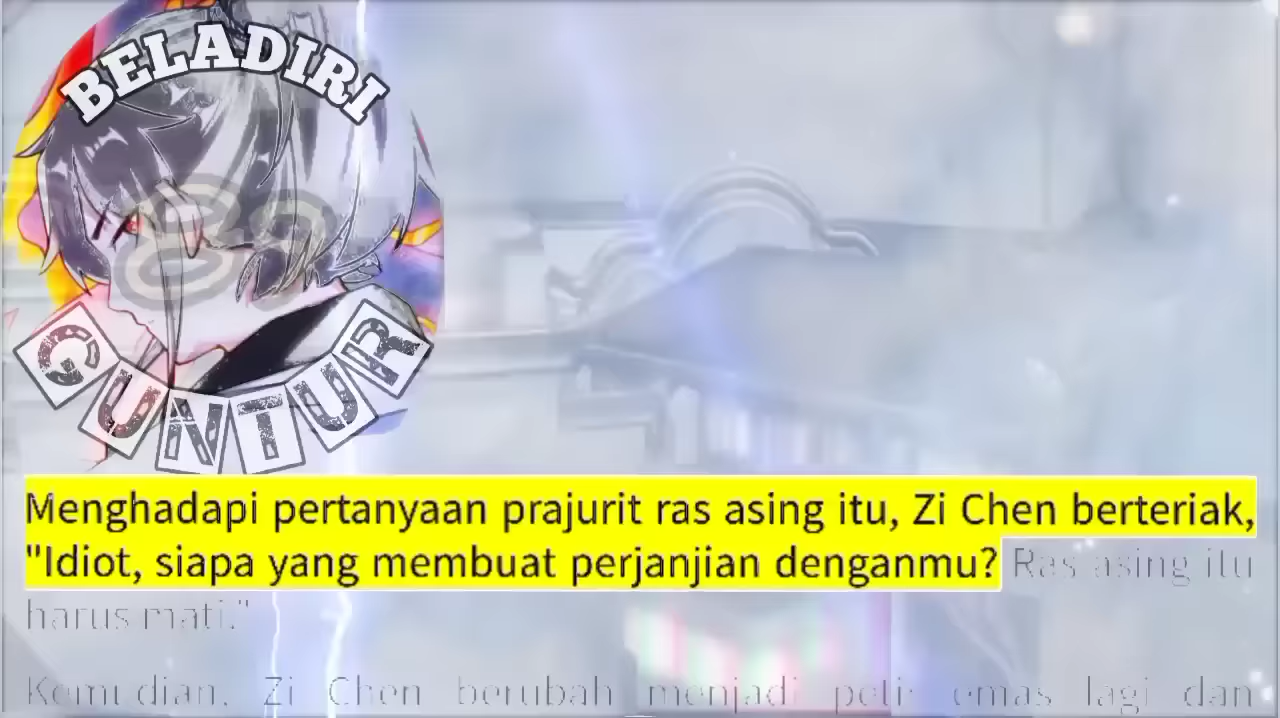 BELADIRI
GUNTUR
Menghadapi pertanyaan prajurit ras asing itu, Zi Chen berteriak,
"Idiot, siapa yang membuat perjanjian denganmu? Ras asing itu
harus mati."
Kemudian, Zi Chen berubah menjadi petir emas lagi dan